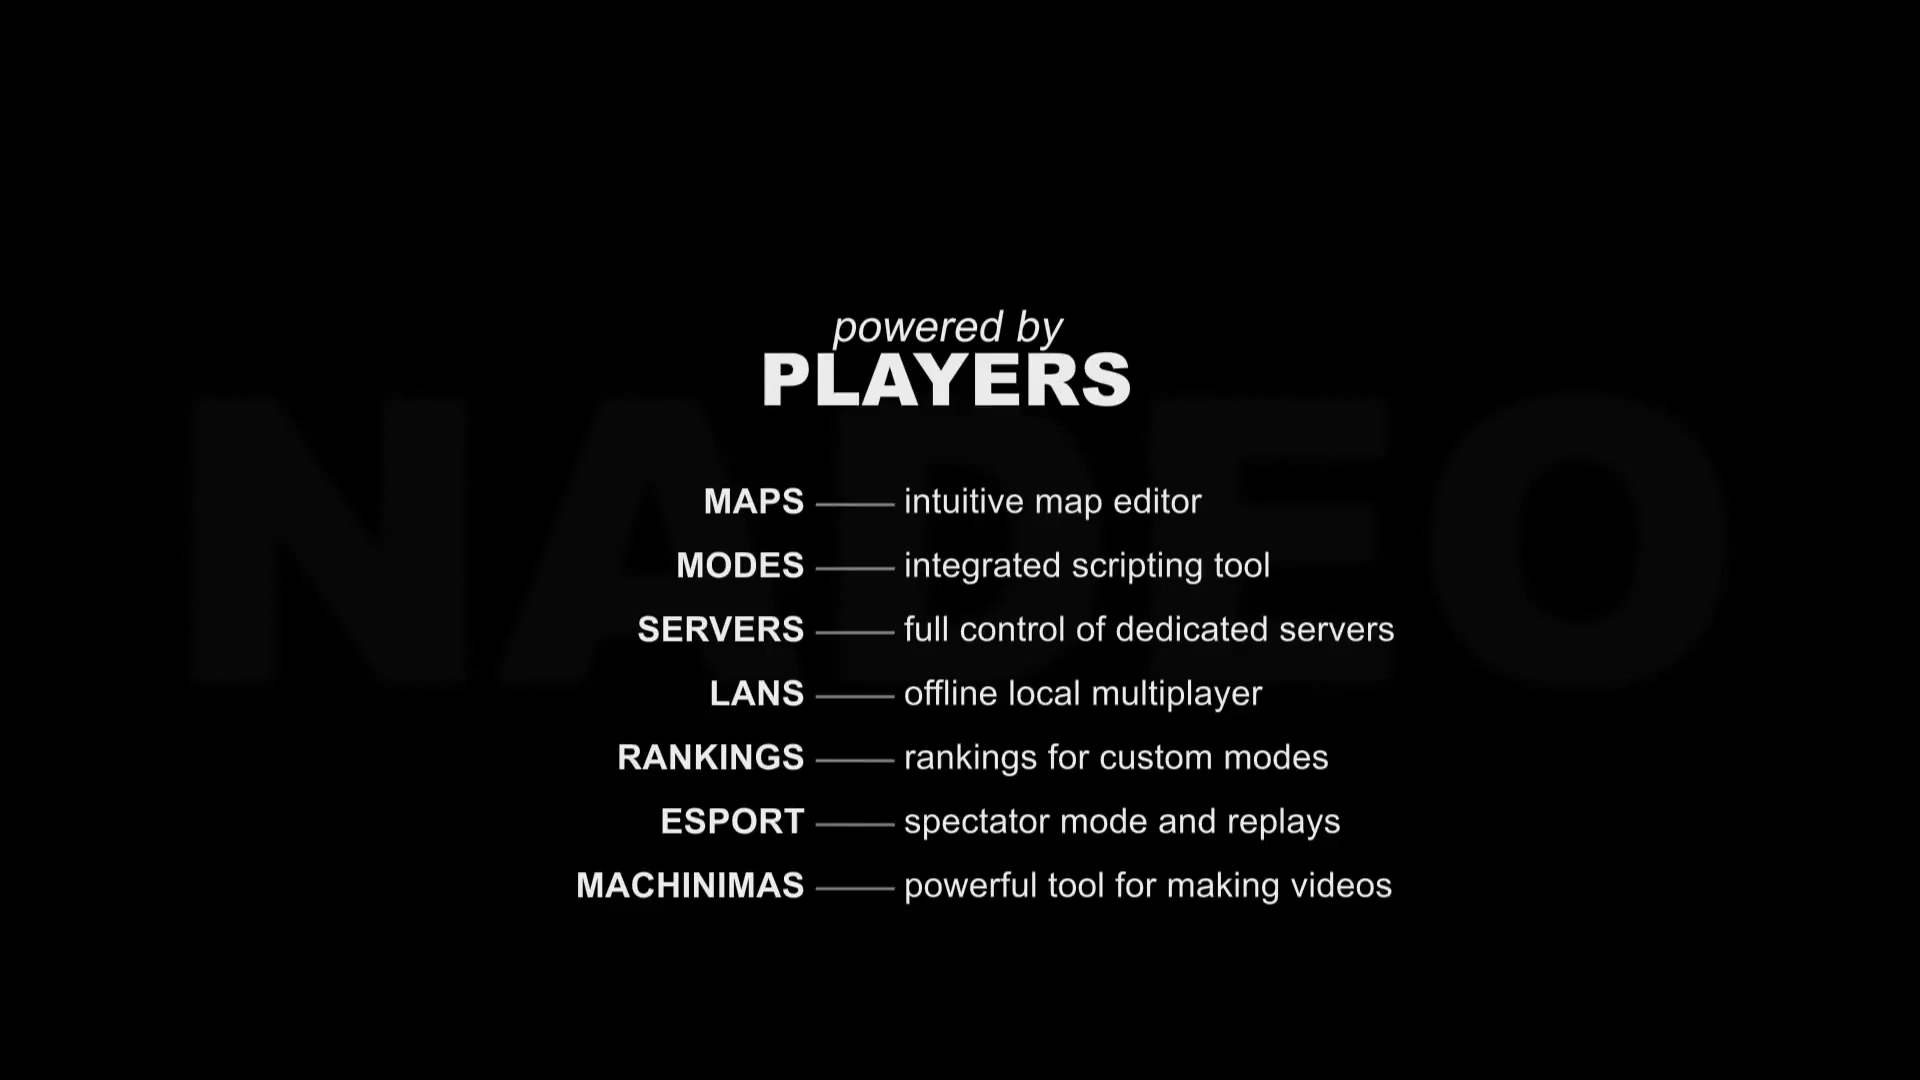 powered by
PLAYERS
NADEO
MAPS intuitive map editor
MODES integrated scripting tool
SERVERS full control of dedicated servers
LANS offline local multiplayer
RANKINGS rankings for custom modes
ESPORT spectator mode and replays
MACHINIMAS powerful tool for making videos